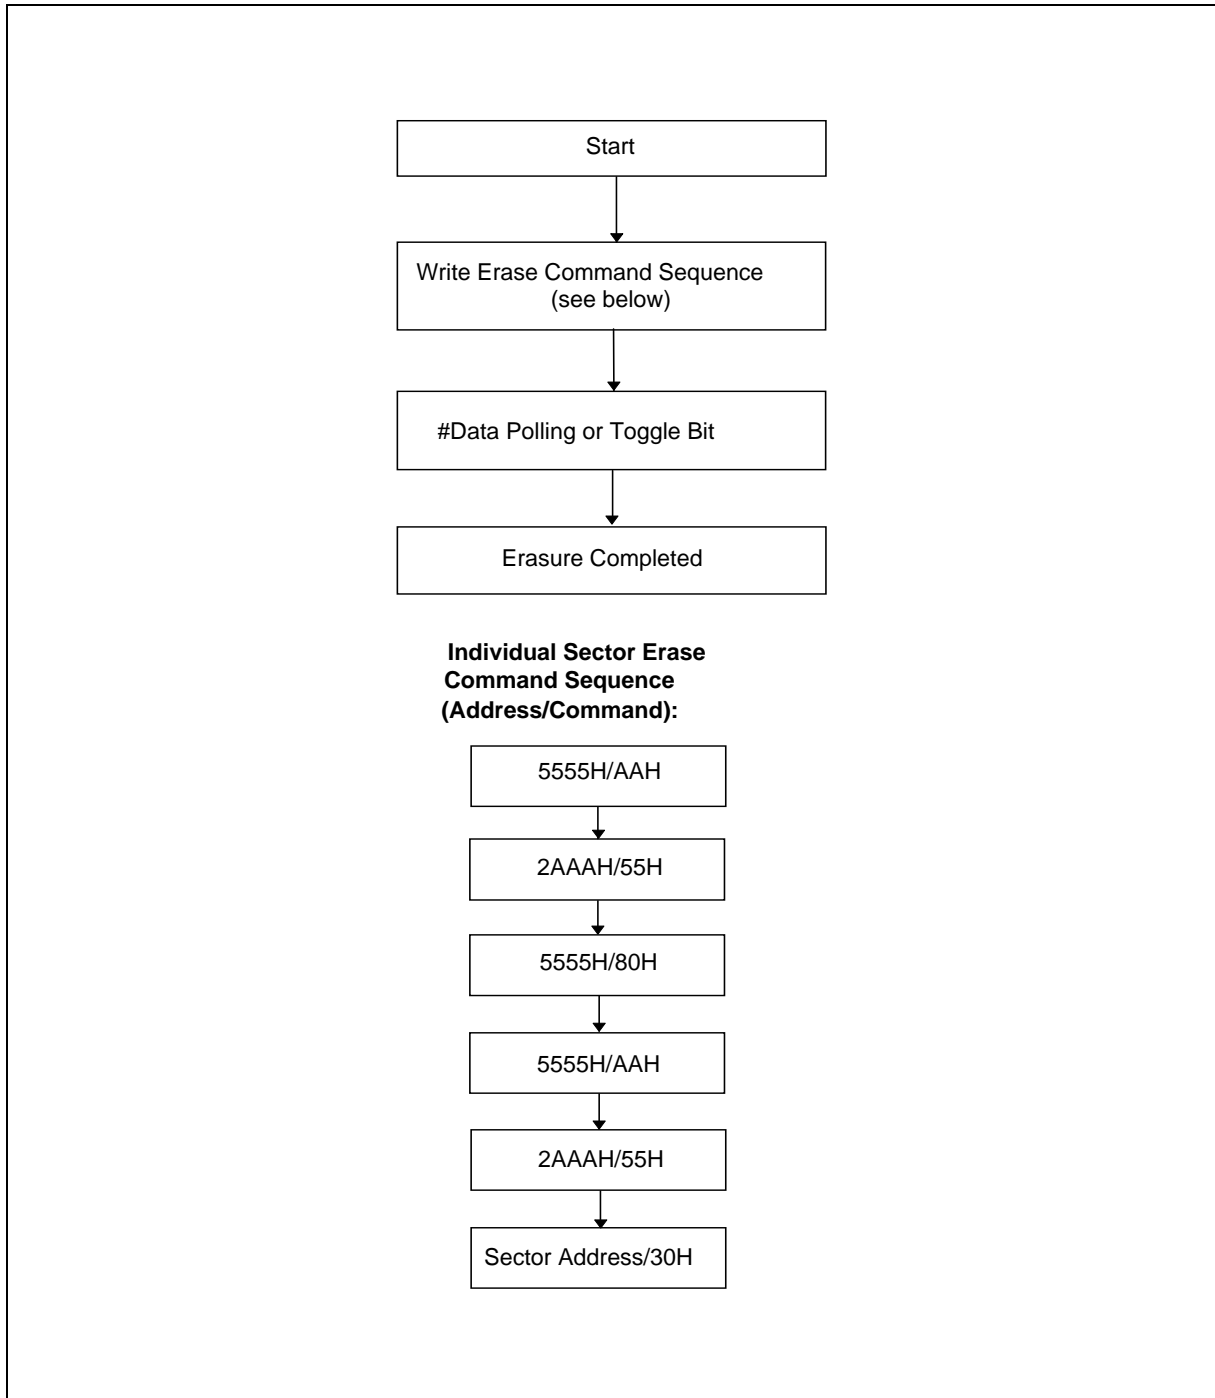 Start
Write Erase Command Sequence
(see below)
#Data Polling or Toggle Bit
Erasure Completed
Individual Sector Erase
Command Sequence
(Address/Command):
5555H/AAH
2AAAH/55H
5555H/80H
5555H/AAH
2AAAH/55H
Sector Address/30H